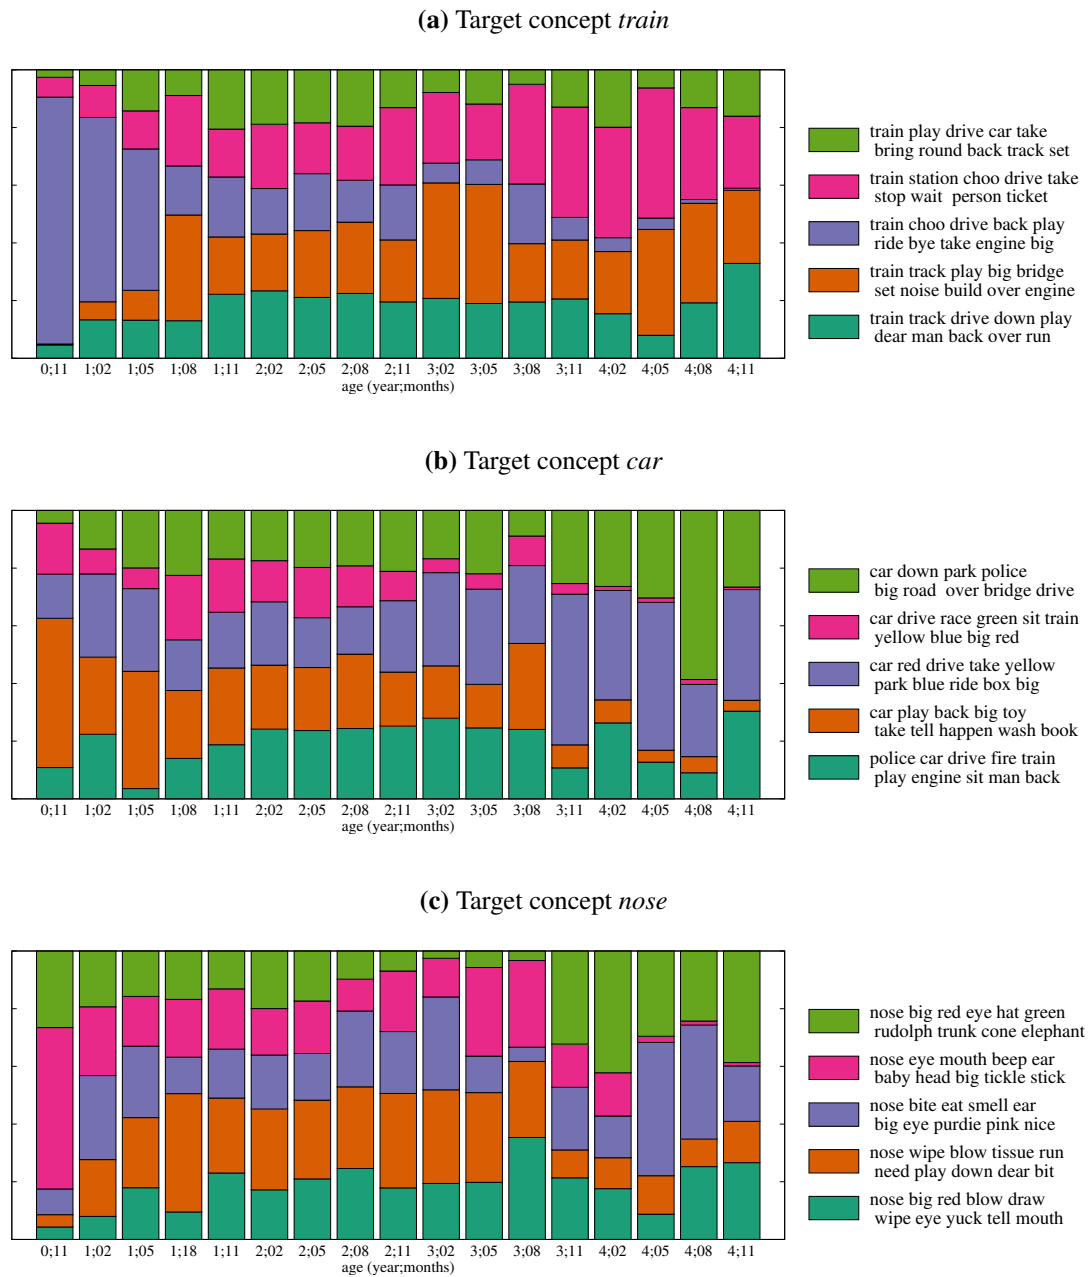 (a) Target concept train
train play drive car take
bring round back track set
train station choo drive take
stop wait person ticket
train choo drive back play
ride bye take engine big
train track play big bridge
set noise build over engine
train track drive down play
dear man back over run
0;11 1;02 1;05 1;08 1;11 2;02 2;05 2;08 2;11 3;02 3;05 3;08 3;11 4;02 4;05 4;08 4;11
age (year;months)
(b) Target concept car
car down park police
big road over bridge drive
car drive race green sit train
yellow blue big red
car red drive take yellow
park blue ride box big
car play back big toy
take tell happen wash book
police car drive fire train
play engine sit man back
0;11 1;02 1;05 1;08 1;11 2;02 2;05 2;08 2;11 3;02 3;05 3;08 3;11 4;02 4;05 4;08 4;11
age (year;months)
(c) Target concept nose
nose big red eye hat green
rudolph trunk cone elephant
nose eye mouth beep ear
baby head big tickle stick
nose bite eat smell ear
big eye purdie pink nice
nose wipe blow tissue run
need play down dear bit
nose big red blow draw
wipe eye yuck tell mouth
0;11 1;02 1;05 1;18 1;11 2;02 2;05 2;08 2;11 3;02 3;05 3;08 3;11 4;02 4;05 4;08 4;11
age (year;months)